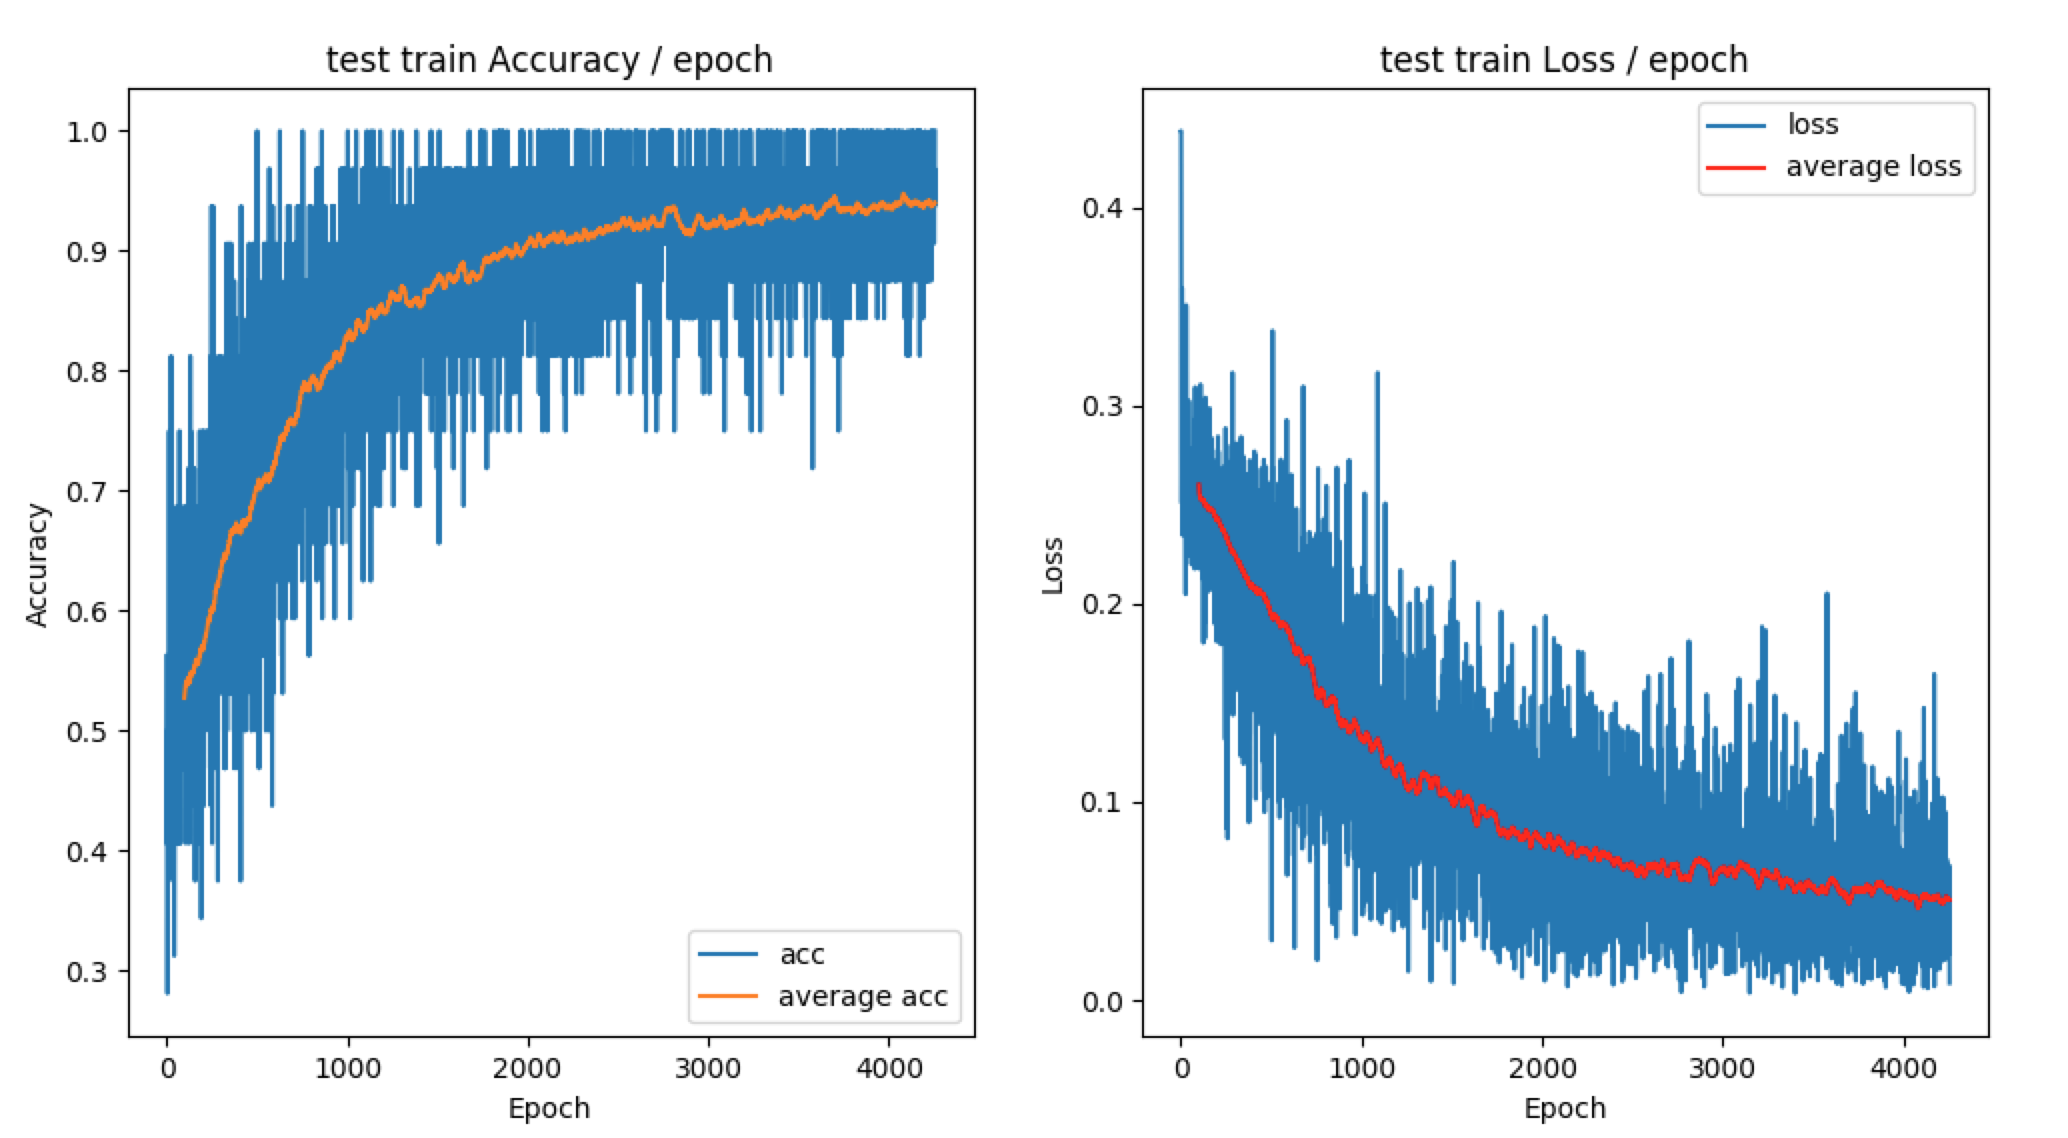 test train Accuracy / epoch
1.0
0.9
0.8
0.7
0.6
0.5
0.4
0.3
Accuracy
acc
average acc
0
1000
2000
3000
4000
Epoch
test train Loss / epoch
loss
average loss
0.4
0.3
0.2
0.1
0.0
Loss
0
1000
2000
3000
4000
Epoch